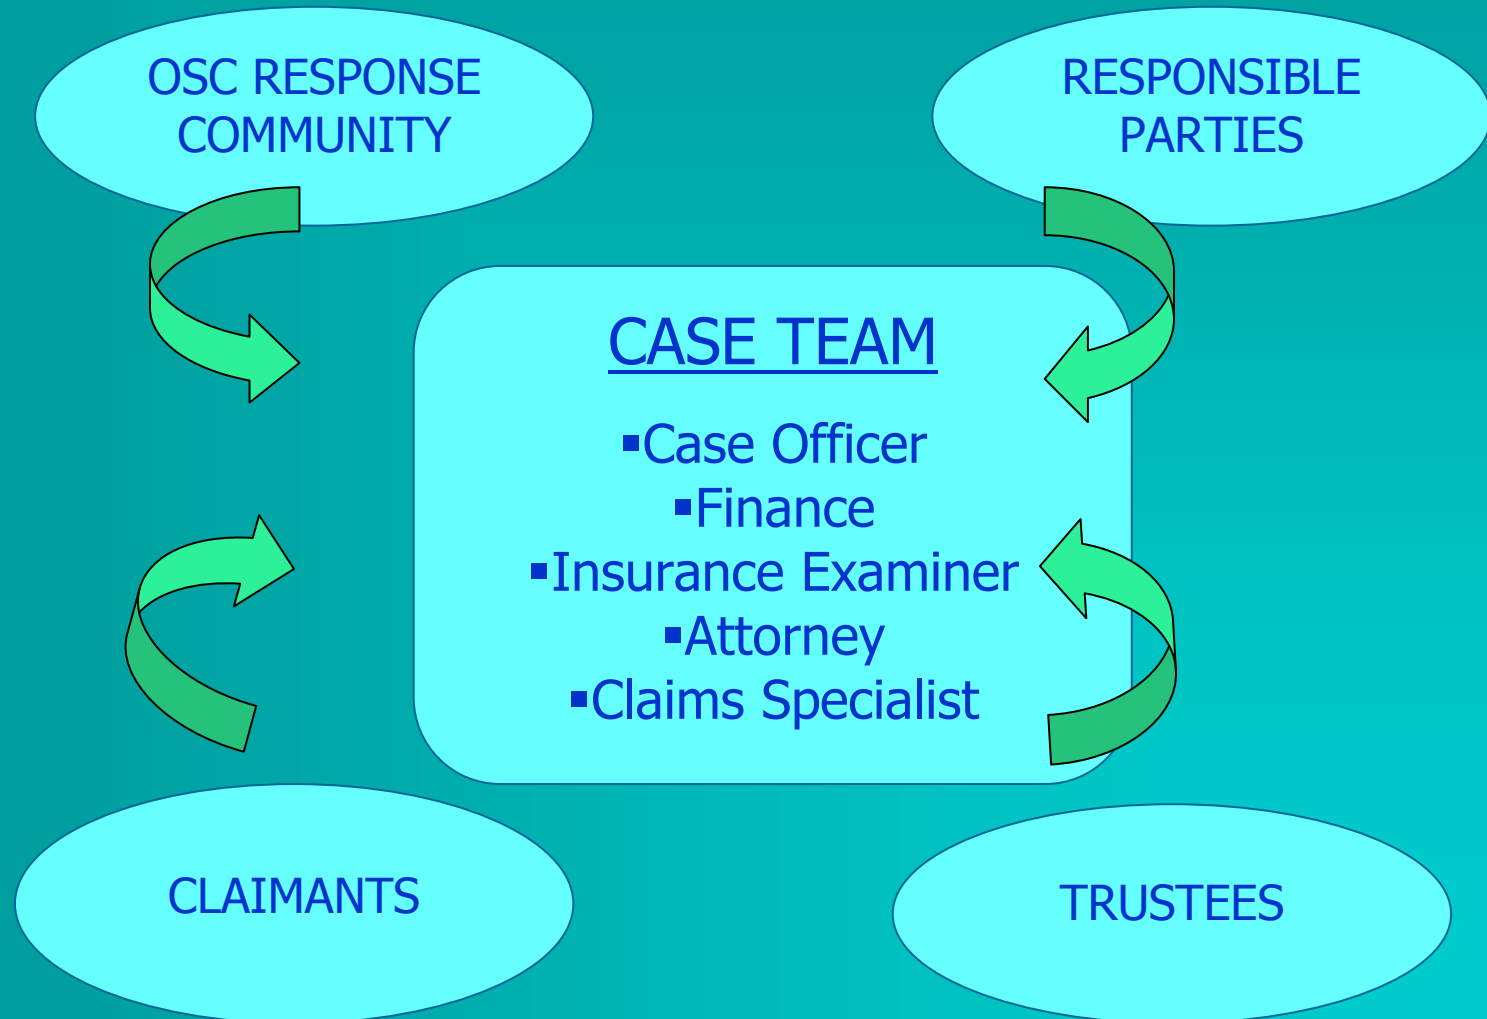 OSC RESPONSE
COMMUNITY
RESPONSIBLE
PARTIES
CASE TEAM
▪Case Officer
▪Finance
▪Insurance Examiner
▪Attorney
▪Claims Specialist
CLAIMANTS
TRUSTEES